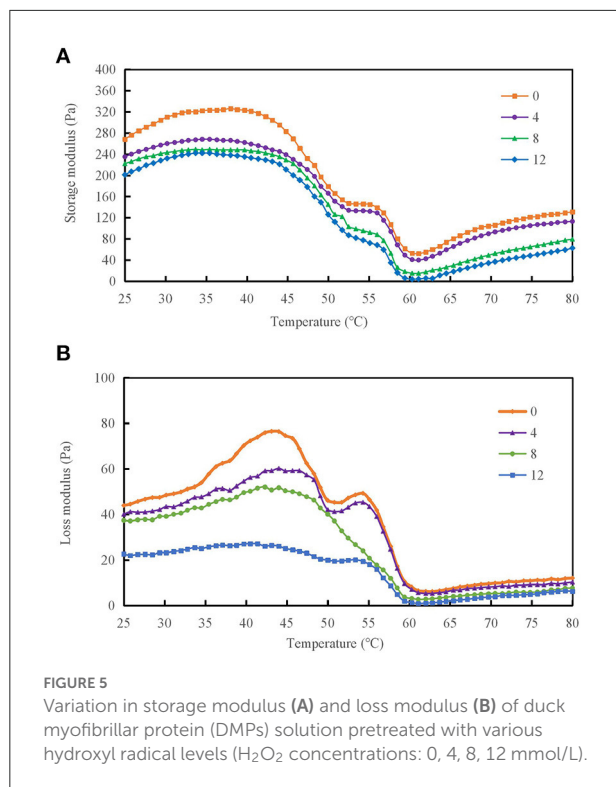 A
400
360
320
280
240
200
160
120
80
40
0
Storage modulus (Pa)
0
4
8
12
25 30 35 40 45 50 55 60 65 70 75 80
Temperature (℃)
B
100
80
60
40
20
0
Loss modulus (Pa)
0
4
8
12
25 30 35 40 45 50 55 60 65 70 75 80
Temperature (℃)
FIGURE 5
Variation in storage modulus (A) and loss modulus (B) of duck
myofibrillar protein (DMPs) solution pretreated with various
hydroxyl radical levels (H₂O₂ concentrations: 0, 4, 8, 12 mmol/L).